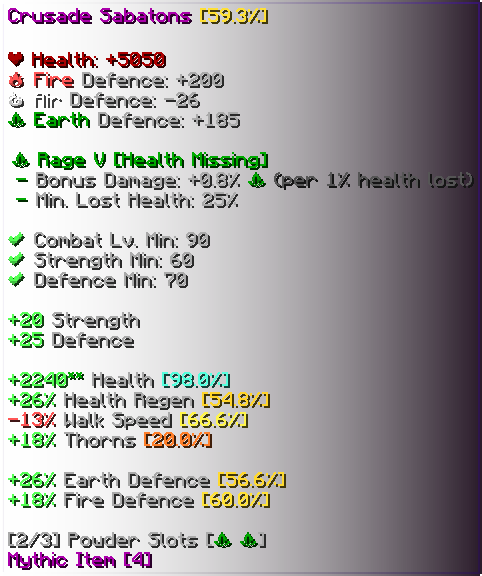 Crusade Sabatons [59.3%]
Health: +5050
Fire Defence: +200
Air Defence: -26
Earth Defence: +185
Rage V [Health Missing]
- Bonus Damage: +0.8% (per 1% health lost)
- Min. Lost Health: 25%
Combat Lv. Min: 90
Strength Min: 60
Defence Min: 70
+20 Strength
+25 Defence
+2240** Health [98.0%]
+26% Health Regen [54.8%]
-13% Walk Speed [66.6%]
+18% Thorns [20.0%]
+26% Earth Defence [56.6%]
+18% Fire Defence [60.0%]
[2/3] Powder Slots [ ]
Mythic Item [4]